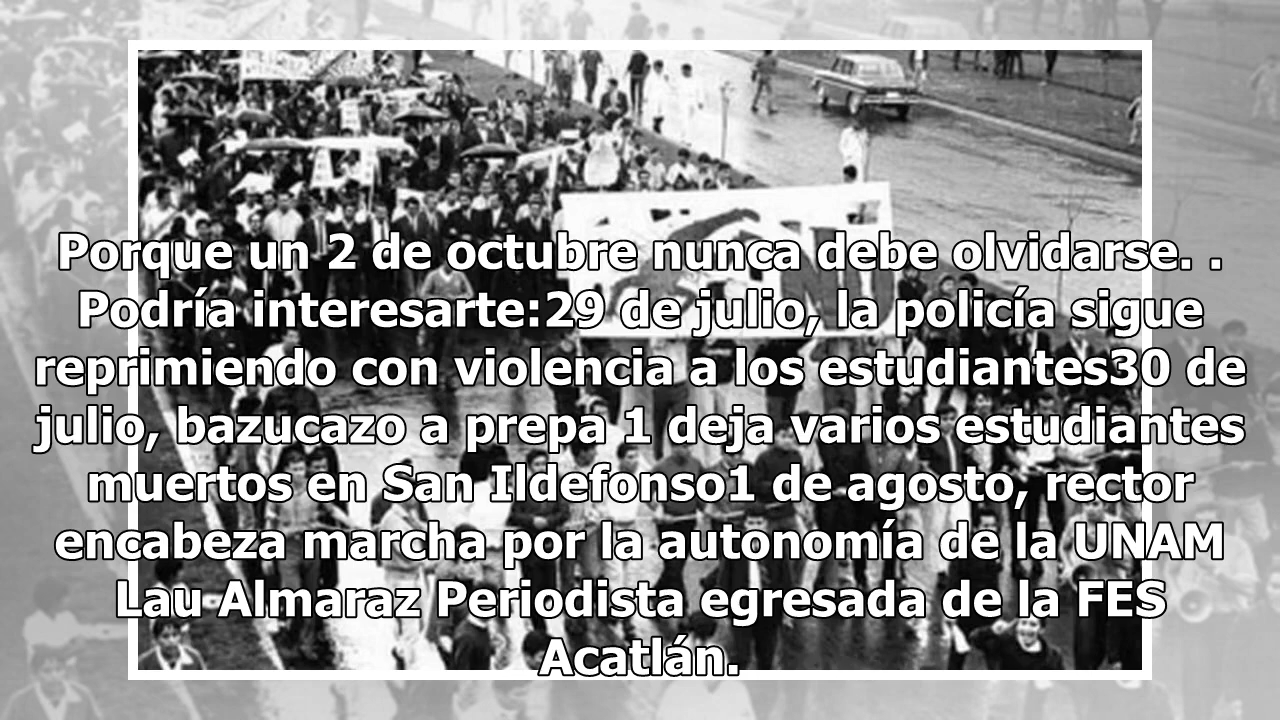 Porque un 2 de octubre nunca debe olvidarse. .
Podría interesarte:29 de julio, la policía sigue
reprimiendo con violencia a los estudiantes30 de
julio, bazucazo a prepa 1 deja varios estudiantes
muertos en San Ildefonso1 de agosto, rector
encabeza marcha por la autonomía de la UNAM
Lau Almaraz Periodista egresada de la FES
Acatlán.